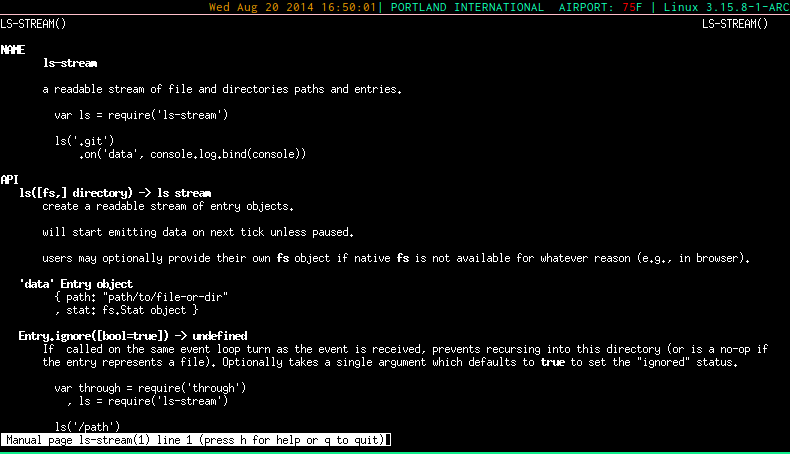 Wed Aug 20 2014 16:50:01| PORTLAND INTERNATIONAL AIRPORT: 75F | Linux 3.15.8-1-ARC
LS-STREAM() LS-STREAM()
NAME
ls-stream
a readable stream of file and directories paths and entries.
var ls = require('ls-stream')
ls('.git')
.on('data', console.log.bind(console))
API
ls([fs,] directory) -> ls stream
create a readable stream of entry objects.
will start emitting data on next tick unless paused.
users may optionally provide their own fs object if native fs is not available for whatever reason (e.g., in browser).
'data' Entry object
{ path: "path/to/file-or-dir"
, stat: fs.Stat object }
Entry.ignore([bool=true]) -> undefined
If called on the same event loop turn as the event is received, prevents recursing into this directory (or is a no-op if
the entry represents a file). Optionally takes a single argument which defaults to true to set the "ignored" status.
var through = require('through')
, ls = require('ls-stream')
ls('/path')
Manual page ls-stream(1) line 1 (press h for help or q to quit)